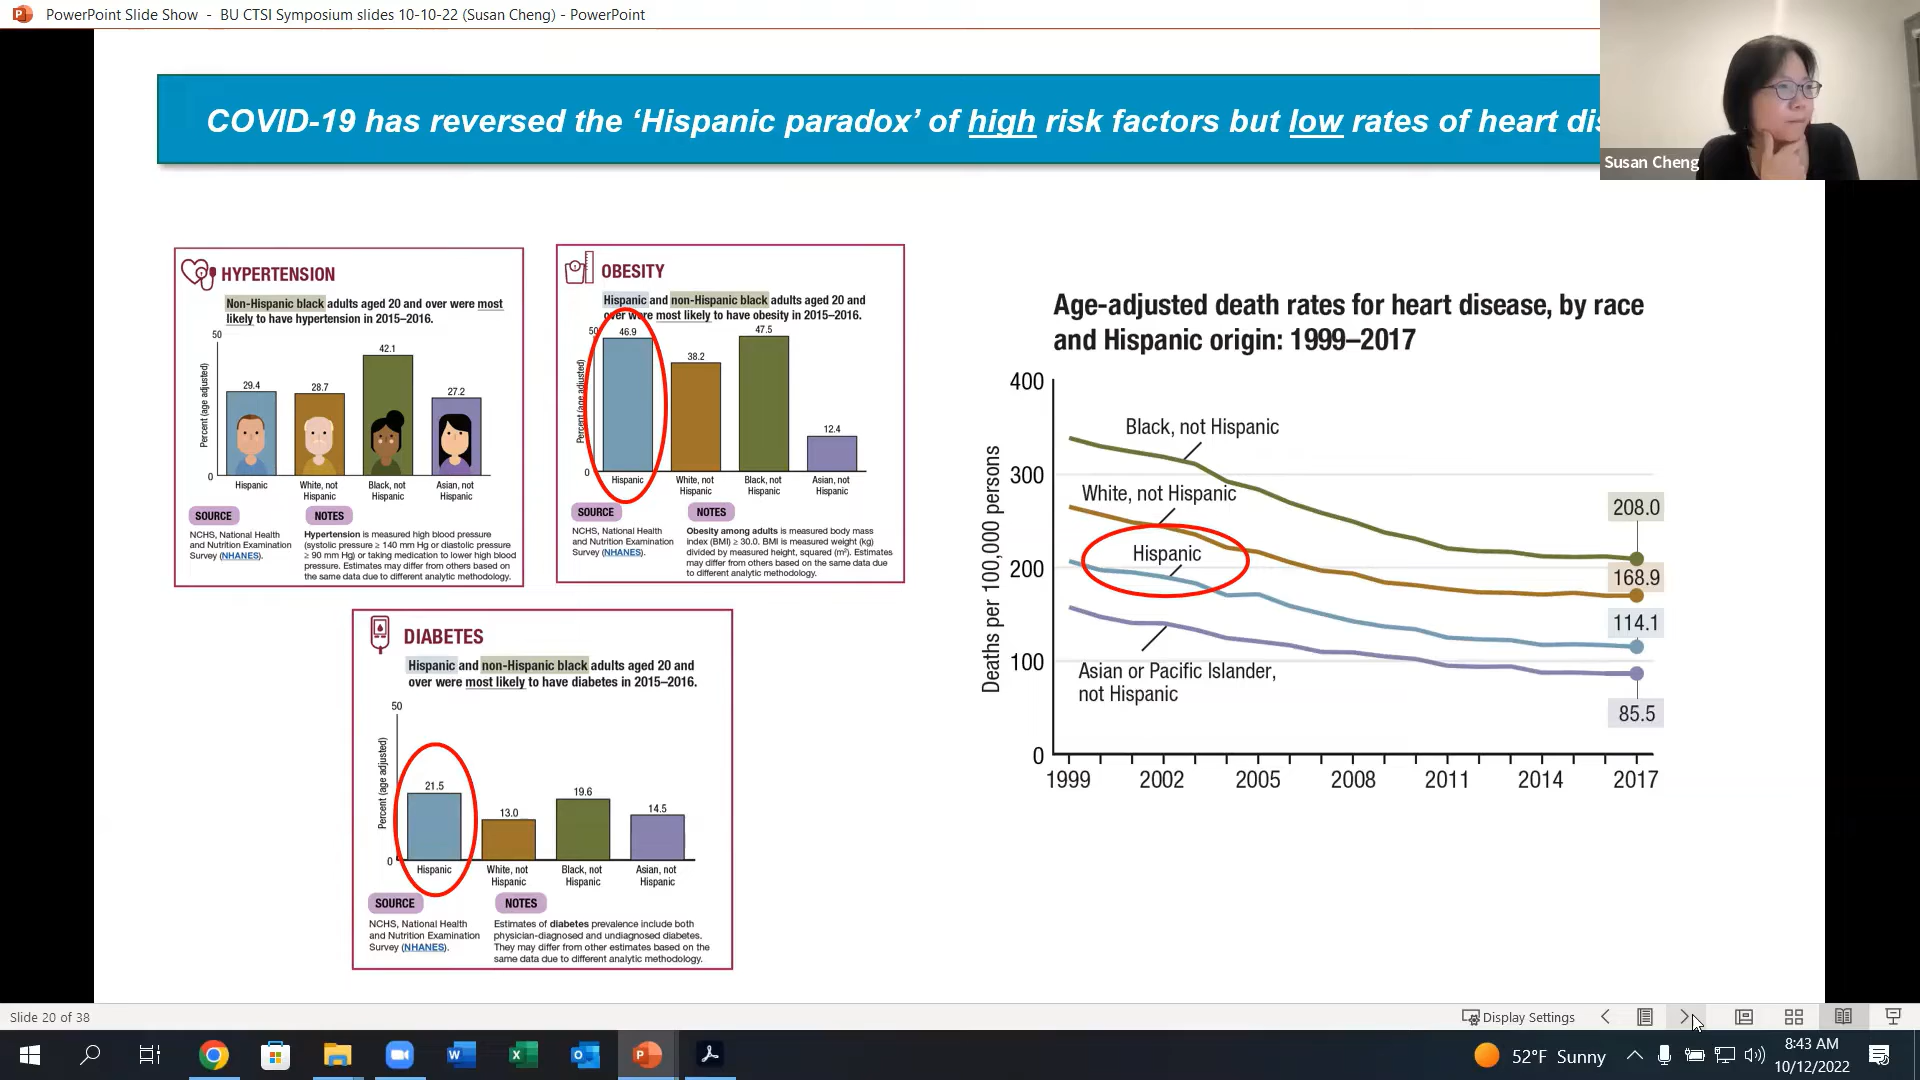 PowerPoint Slide Show - BU CTSI Symposium slides 10-10-22 (Susan Cheng) - PowerPoint
COVID-19 has reversed the ‘Hispanic paradox’ of high risk factors but low rates of heart
Susan Cheng
HYPERTENSION
Non-Hispanic black adults aged 20 and over were most
likely to have hypertension in 2015–2016.
50
Percent (age adjusted)
0
29.4
28.7
42.1
27.2
Hispanic
White, not
Hispanic
Black, not
Hispanic
Asian, not
Hispanic
SOURCE
NCHS, National Health
and Nutrition Examination
Survey (NHANES).
NOTES
Hypertension is measured high blood pressure
(systolic pressure ≥ 140 mm Hg or diastolic pressure
≥ 90 mm Hg) or taking medication to lower high blood
pressure. Estimates may differ from others based on
the same data due to different analytic methodology.
OBESITY
Hispanic and non-Hispanic black adults aged 20 and
over were most likely to have obesity in 2015–2016.
50
Percent (age adjusted)
0
46.9
38.2
47.5
12.4
Hispanic
White, not
Hispanic
Black, not
Hispanic
Asian, not
Hispanic
SOURCE
NCHS, National Health
and Nutrition Examination
Survey (NHANES).
NOTES
Obesity among adults is measured body mass
index (BMI) ≥ 30.0. BMI is measured weight (kg)
divided by measured height, squared (m²). Estimates
may differ from others based on the same data due
to different analytic methodology.
DIABETES
Hispanic and non-Hispanic black adults aged 20 and
over were most likely to have diabetes in 2015–2016.
50
Percent (age adjusted)
0
21.5
13.0
19.6
14.5
Hispanic
White, not
Hispanic
Black, not
Hispanic
Asian, not
Hispanic
SOURCE
NCHS, National Health
and Nutrition Examination
Survey (NHANES).
NOTES
Estimates of diabetes prevalence include both
physician-diagnosed and undiagnosed diabetes.
They may differ from other estimates based on the
same data due to different analytic methodology.
Age-adjusted death rates for heart disease, by race
and Hispanic origin: 1999–2017
Deaths per 100,000 persons
400
300
200
100
0
Black, not Hispanic
White, not Hispanic
Hispanic
Asian or Pacific Islander,
not Hispanic
208.0
168.9
114.1
85.5
1999 2002 2005 2008 2011 2014 2017
Slide 20 of 38
Display Settings
52°F Sunny
8:43 AM
10/12/2022